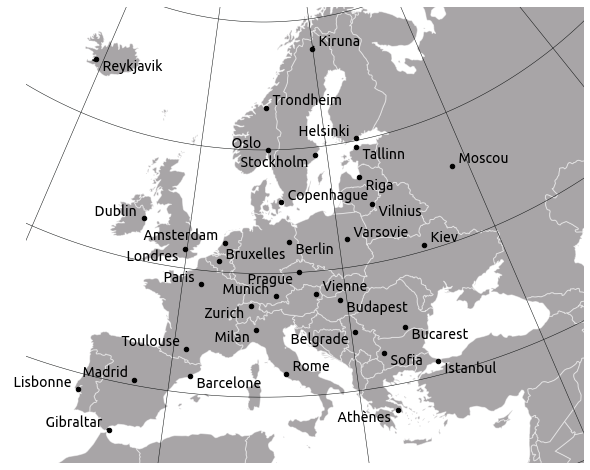 Kiruna
Reykjavik
Trondheim
Helsinki
Oslo
Stockholm
Tallinn
Moscou
Riga
Copenhague
Vilnius
Dublin
Amsterdam
Varsovie
Kiev
Londres
Bruxelles
Berlin
Paris
Prague
Munich
Vienne
Zurich
Budapest
Milan
Belgrade
Bucarest
Toulouse
Sofia
Istanbul
Rome
Madrid
Lisbonne
Barcelone
Gibraltar
Athènes